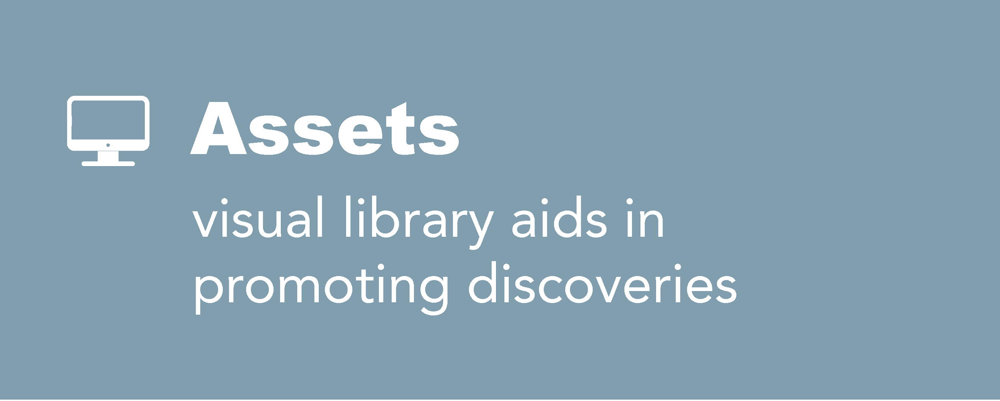 Assets
visual library aids in
promoting discoveries